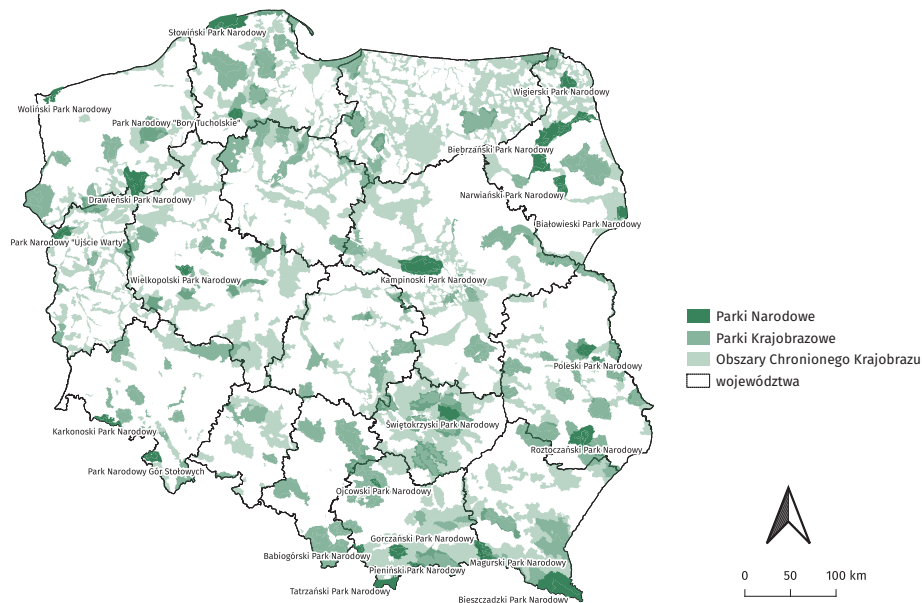 Słowiński Park Narodowy
Wigierski Park Narodowy
Woliński Park Narodowy
Park Narodowy "Bory Tucholskie"
Biebrzański Park Narodowy
Narwiański Park Narodowy
Drawieński Park Narodowy
Białowieski Park Narodowy
Park Narodowy "Ujście Warty"
Wielkopolski Park Narodowy
Kampinoski Park Narodowy
Parki Narodowe
Parki Krajobrazowe
Obszary Chronionego Krajobrazu
województwa
Poleski Park Narodowy
Świętokrzyski Park Narodowy
Karkonoski Park Narodowy
Roztoczański Park Narodowy
Park Narodowy Gór Stołowych
Ojcowski Park Narodowy
Gorczański Park Narodowy
Babiogórski Park Narodowy
Magurski Park Narodowy
Pieniński Park Narodowy
Tatrzański Park Narodowy
Bieszczadzki Park Narodowy
0 50 100 km